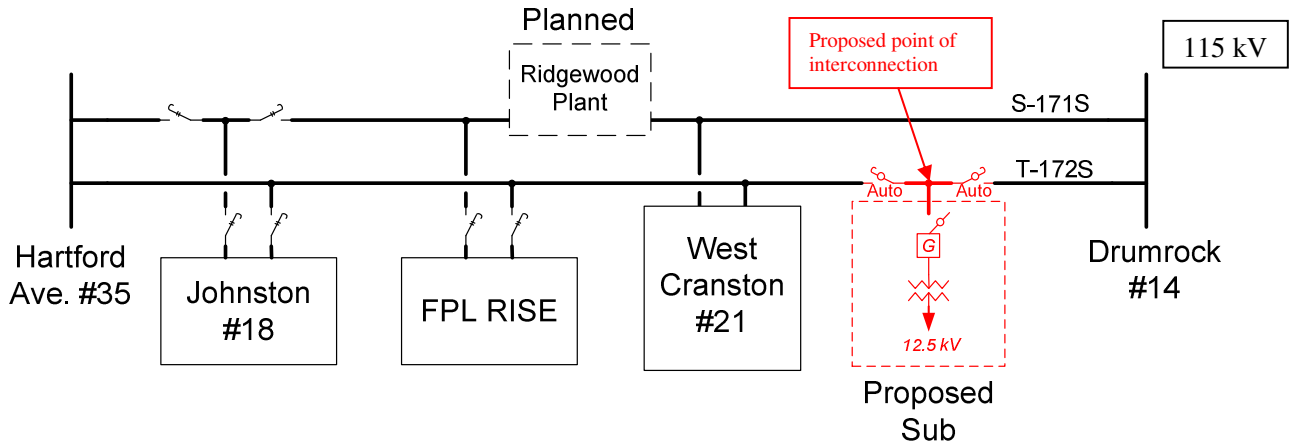 Planned
Ridgewood
Plant
Proposed point of
interconnection
115 kV
S-171S
T-172S
Auto
Auto
G
12.5 kV
Hartford
Ave. #35
Johnston
#18
FPL RISE
West
Cranston
#21
Drumrock
#14
Proposed
Sub